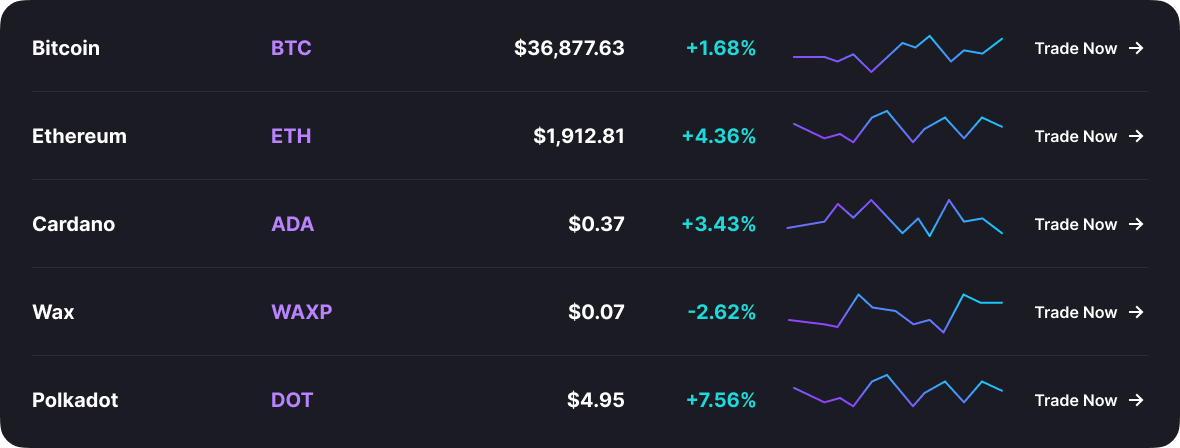 Bitcoin BTC $36,877.63 +1.68% Trade Now →
Ethereum ETH $1,912.81 +4.36% Trade Now →
Cardano ADA $0.37 +3.43% Trade Now →
Wax WAXP $0.07 -2.62% Trade Now →
Polkadot DOT $4.95 +7.56% Trade Now →